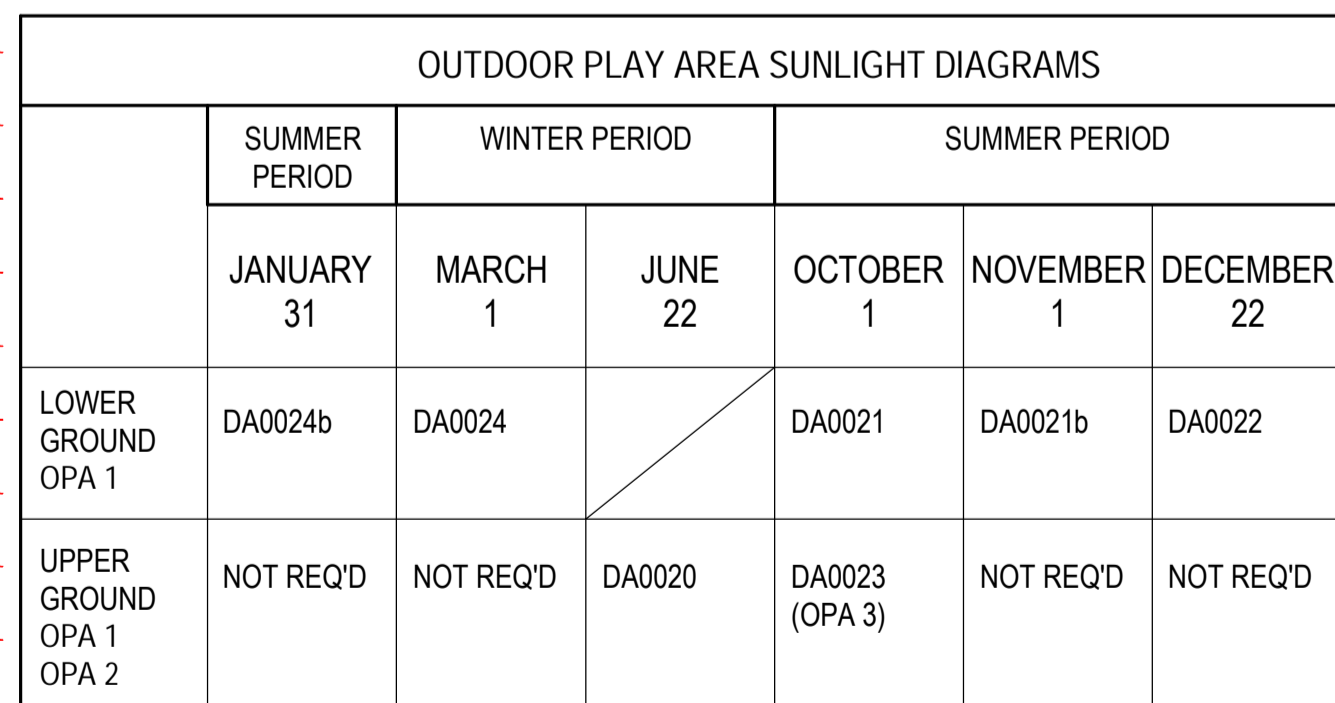 OUTDOOR PLAY AREA SUNLIGHT DIAGRAMS
SUMMER
PERIOD
WINTER PERIOD
SUMMER PERIOD
JANUARY
31
MARCH
1
JUNE
22
OCTOBER
1
NOVEMBER
1
DECEMBER
22
LOWER
GROUND
OPA 1
DA0024b
DA0024
DA0021
DA0021b
DA0022
UPPER
GROUND
OPA 1
OPA 2
NOT REQ'D
NOT REQ'D
DA0020
DA0023
(OPA 3)
NOT REQ'D
NOT REQ'D